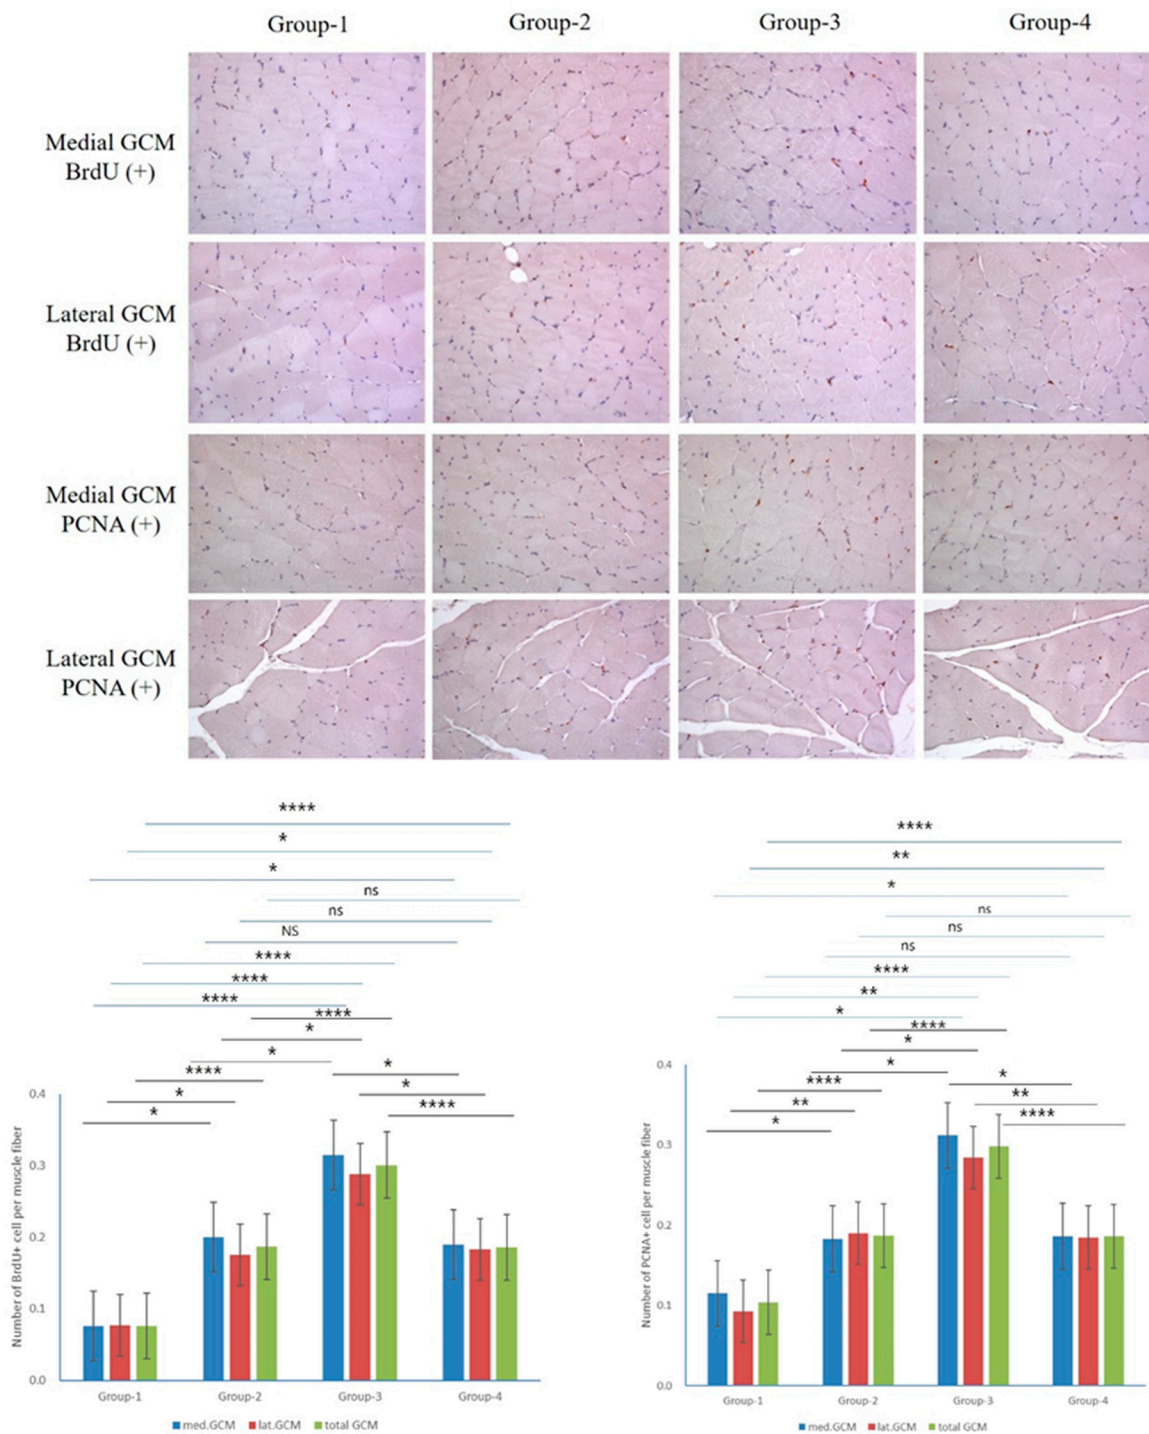 Group-1
Group-2
Group-3
Group-4
Medial GCM
BrdU (+)
Lateral GCM
BrdU (+)
Medial GCM
PCNA (+)
Lateral GCM
PCNA (+)
****
*
*
ns
ns
NS
****
****
****
****
*
*
****
*
*
*
*
****
0.4
0.3
0.2
0.1
0.0
Number of BrdU+ cell per muscle fiber
Group-1
Group-2
Group-3
Group-4
med.GCM
lat.GCM
total GCM
****
**
*
ns
ns
ns
****
**
*
****
*
*
****
**
*
*
**
****
0.4
0.3
0.2
0.1
0.0
Number of PCNA+ cell per muscle fiber
Group-1
Group-2
Group-3
Group-4
med.GCM
lat.GCM
total GCM